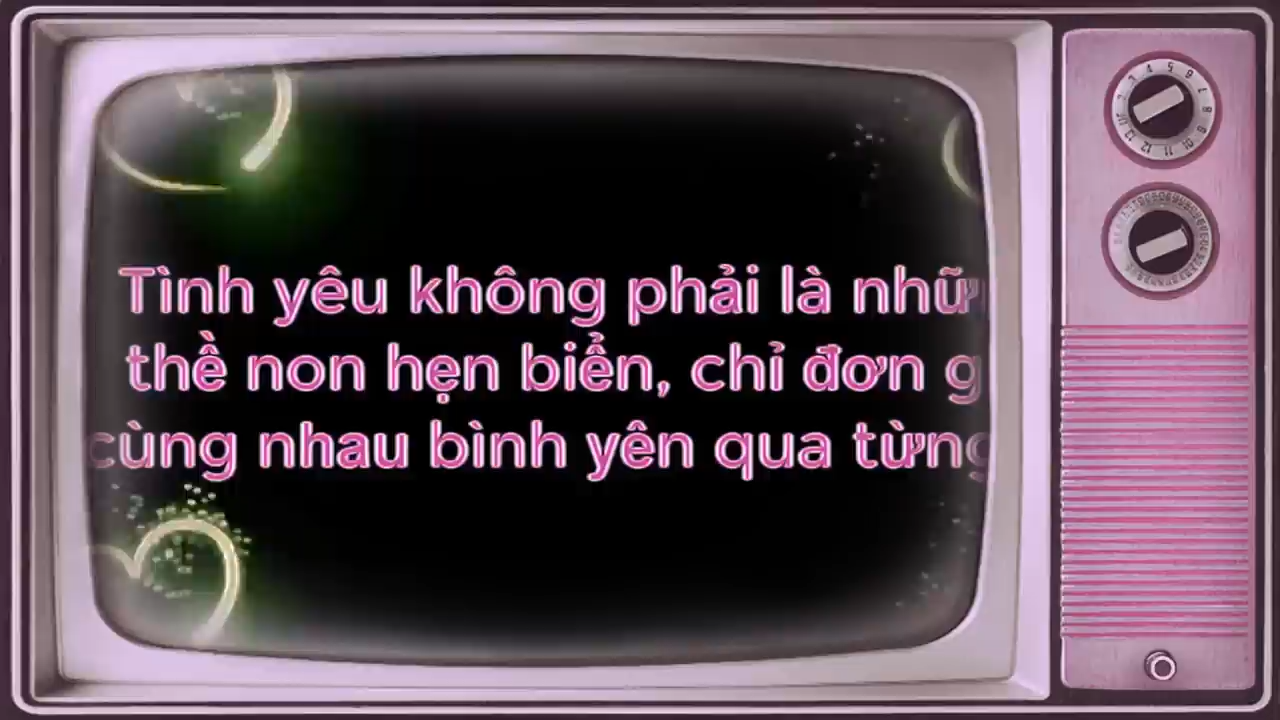 Tình yêu không phải là
thề non hẹn biển, chỉ đơn
cùng nhau bình yên qua từng